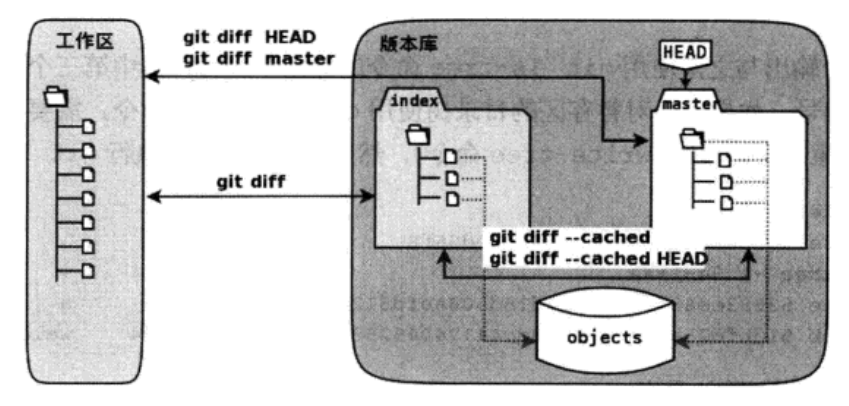 工作区
git diff HEAD
git diff master
版本库
HEAD
index
master
git diff
git diff --cached
git diff --cached HEAD
objects